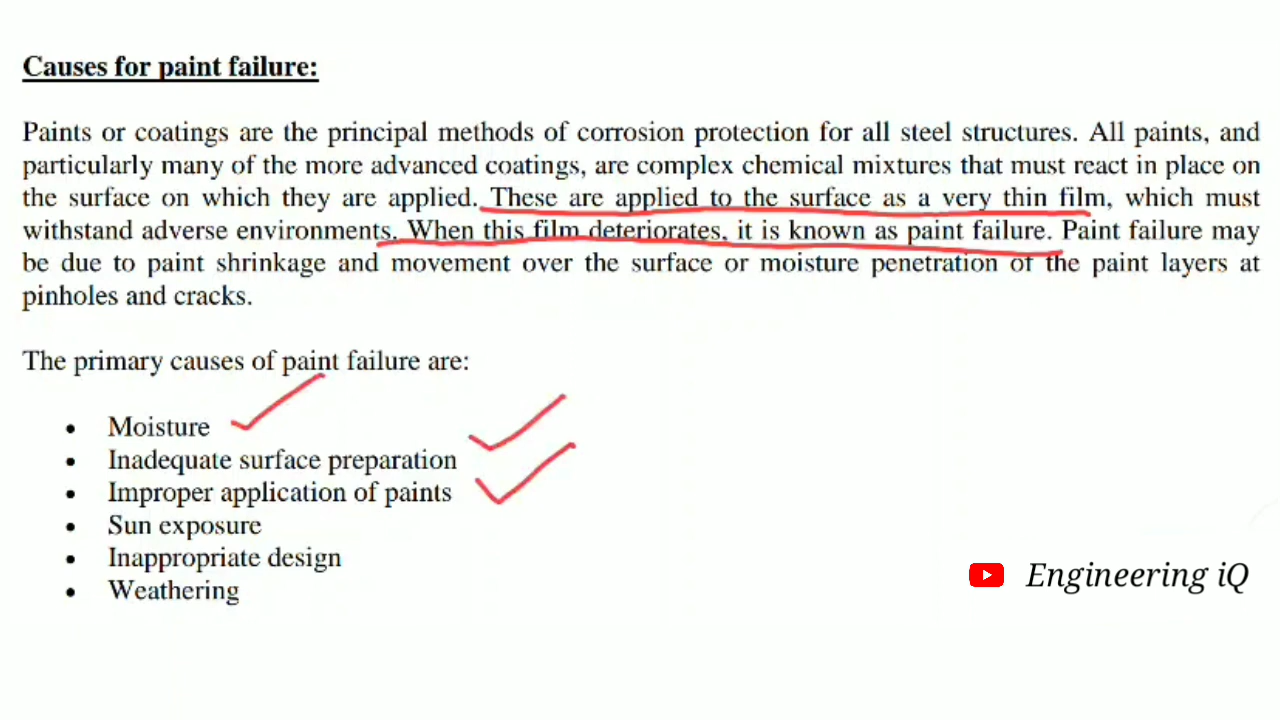 Causes for paint failure:
Paints or coatings are the principal methods of corrosion protection for all steel structures. All paints, and
particularly many of the more advanced coatings, are complex chemical mixtures that must react in place on
the surface on which they are applied. These are applied to the surface as a very thin film, which must
withstand adverse environments. When this film deteriorates, it is known as paint failure. Paint failure may
be due to paint shrinkage and movement over the surface or moisture penetration of the paint layers at
pinholes and cracks.
The primary causes of paint failure are:
• Moisture
• Inadequate surface preparation
• Improper application of paints
• Sun exposure
• Inappropriate design
• Weathering
Engineering iQ